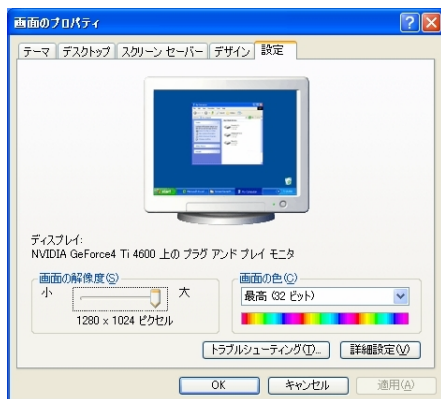 画面のプロパティ
テーマ デスクトップ スクリーン セーバー デザイン 設定
ディスプレイ:
NVIDIA GeForce4 Ti 4600 上の プラグ アンド プレイ モニタ
画面の解像度(S)
小 大
1280 x 1024 ピクセル
画面の色(C)
最高 (32 ビット)
トラブルシューティング(T)... 詳細設定(V)
OK キャンセル 適用(A)